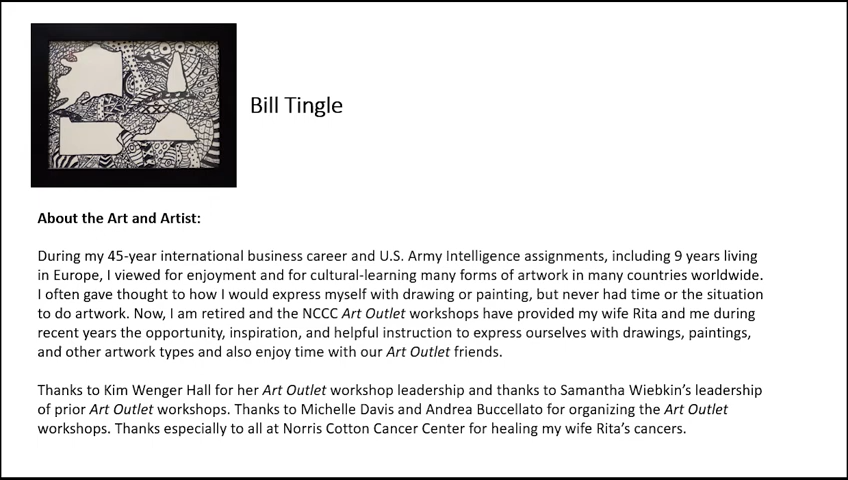 Bill Tingle
About the Art and Artist:
During my 45-year international business career and U.S. Army Intelligence assignments, including 9 years living
in Europe, I viewed for enjoyment and for cultural-learning many forms of artwork in many countries worldwide.
I often gave thought to how I would express myself with drawing or painting, but never had time or the situation
to do artwork. Now, I am retired and the NCCC Art Outlet workshops have provided my wife Rita and me during
recent years the opportunity, inspiration, and helpful instruction to express ourselves with drawings, paintings,
and other artwork types and also enjoy time with our Art Outlet friends.
Thanks to Kim Wenger Hall for her Art Outlet workshop leadership and thanks to Samantha Wiebkin’s leadership
of prior Art Outlet workshops. Thanks to Michelle Davis and Andrea Buccellato for organizing the Art Outlet
workshops. Thanks especially to all at Norris Cotton Cancer Center for healing my wife Rita’s cancers.